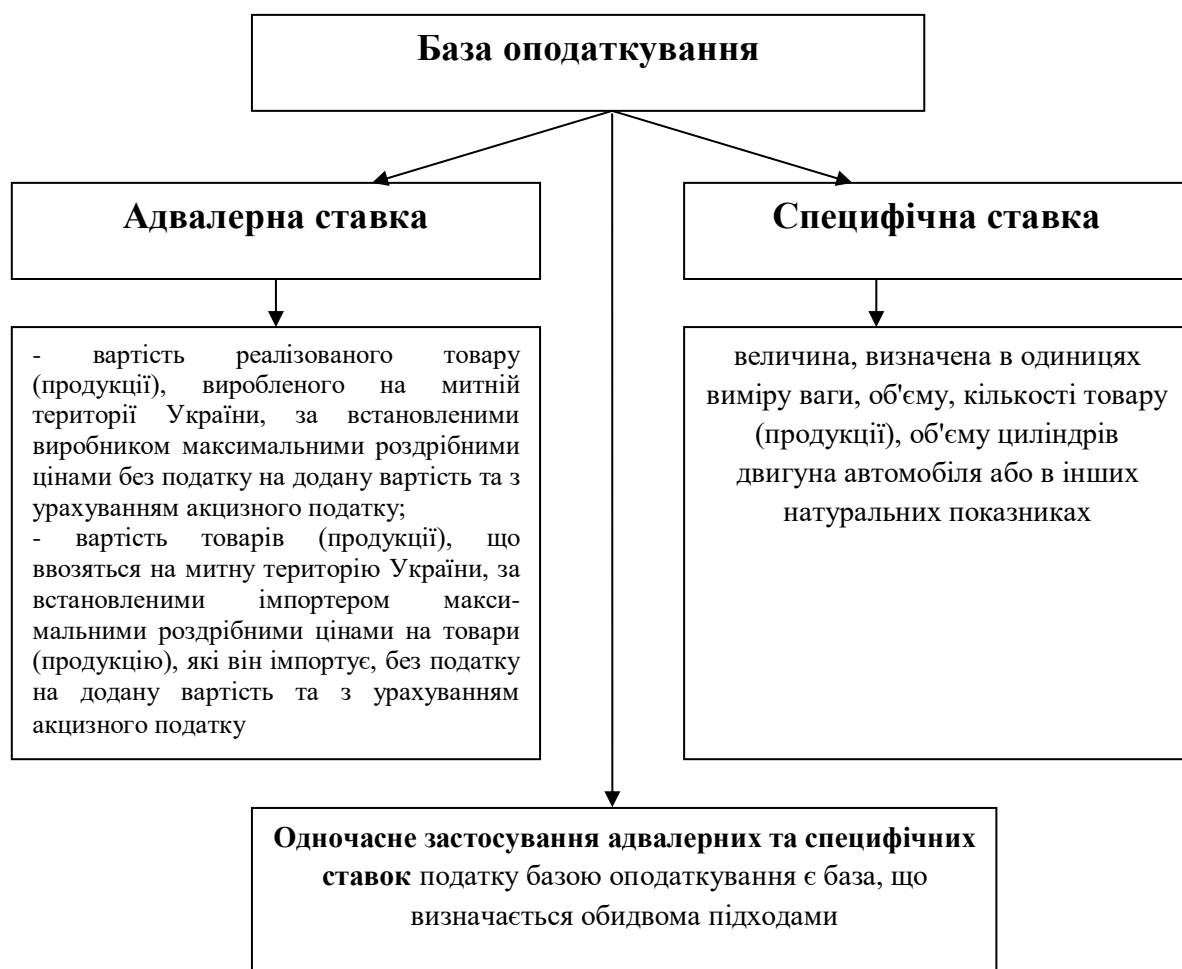 База оподаткування
Адвалерна ставка
Специфічна ставка
- вартість реалізованого товару
(продукції), виробленого на митній
території України, за встановленими
виробником максимальними роздрібними
цінами без податку на додану вартість та з
урахуванням акцизного податку;
- вартість товарів (продукції), що
ввозяться на митну територію України, за
встановленими імпортером макси-
мальними роздрібними цінами на товари
(продукцію), які він імпортує, без податку
на додану вартість та з урахуванням
акцизного податку
величина, визначена в одиницях
виміру ваги, об'єму, кількості товару
(продукції), об'єму циліндрів
двигуна автомобіля або в інших
натуральних показниках
Одночасне застосування адвалерних та специфічних
ставок податку базою оподаткування є база, що
визначається обидвома підходами